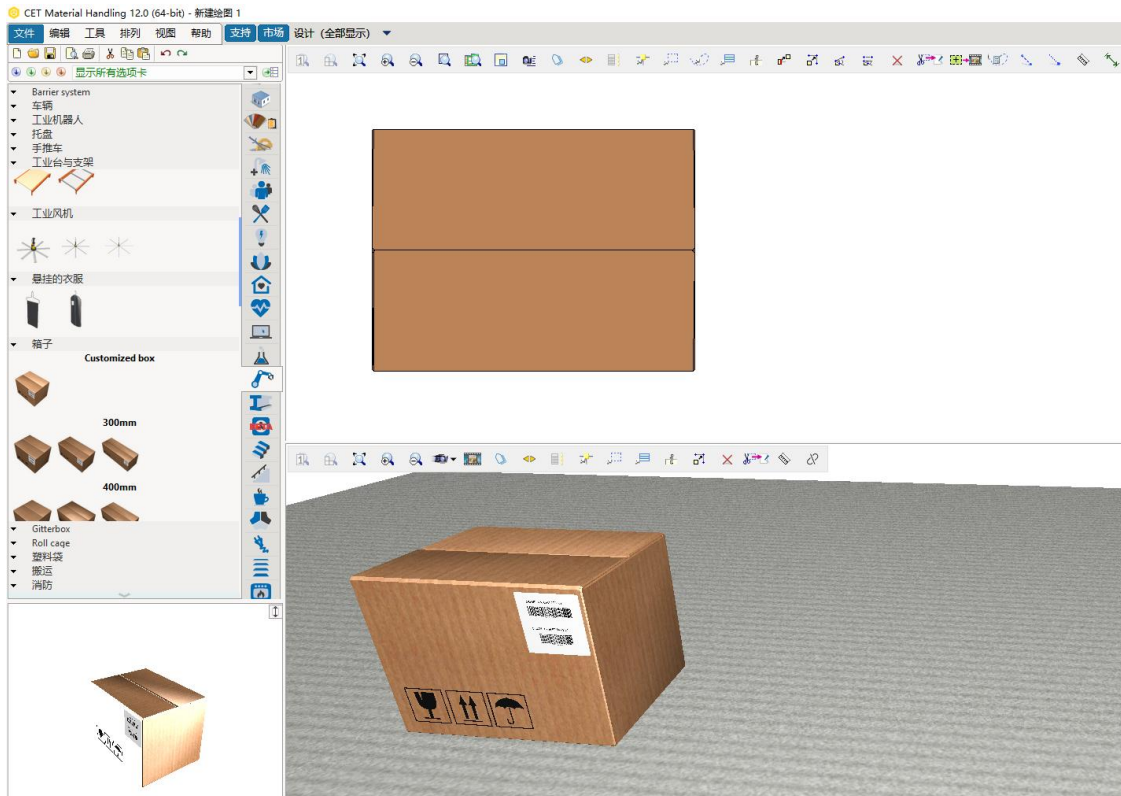 CET Material Handling 12.0 (64-bit) - 新建绘图 1
文件 编辑 工具 排列 视图 帮助 支持 市场 设计 (全部显示)
显示所有选项卡
Barrier system
车辆
工业机器人
托盘
手推车
工业台与支架
工业风机
悬挂的衣服
箱子
Customized box
300mm
400mm
Gitterbox
Roll cage
塑料袋
搬运
消防